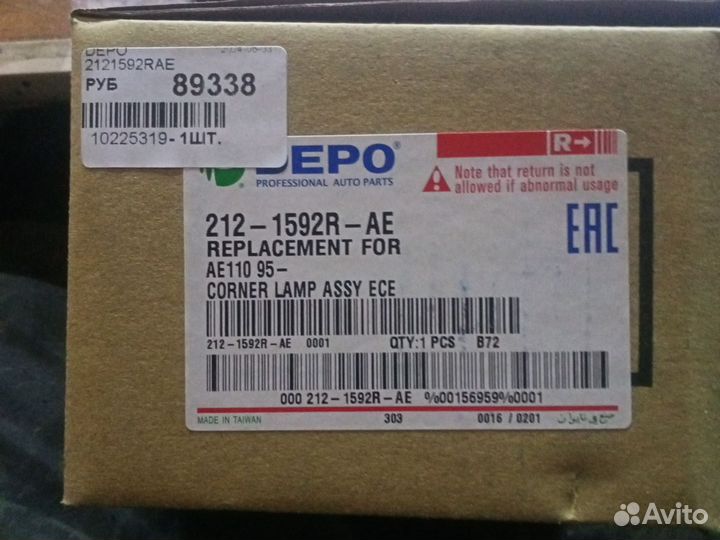 DEPO
2121592RAE
РУБ 89338
10225319-1ШТ.
DEPO®
PROFESSIONAL AUTO PARTS
R→
Note that return is not
allowed if abnormal usage
212-1592R-AE
REPLACEMENT FOR
AE110 95-
CORNER LAMP ASSY ECE
EAC
212-1592R-AE 0001 QTY:1 PCS B72
000 212-1592R-AE %00156959%0001
MADE IN TAIWAN 303 0016 / 0201
Avito